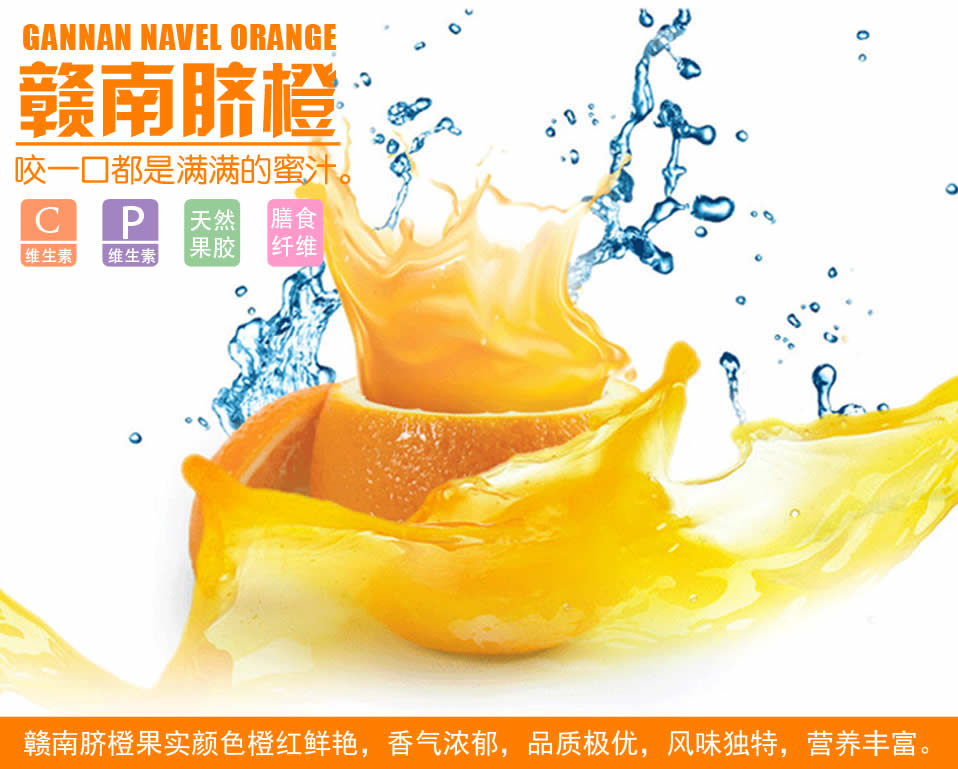 GANNAN NAVEL ORANGE
赣南脐橙
咬一口都是满满的蜜汁。
C
维生素
P
维生素
天然
果胶
膳食
纤维
赣南脐橙果实颜色橙红鲜艳，香气浓郁，品质极优，风味独特，营养丰富。